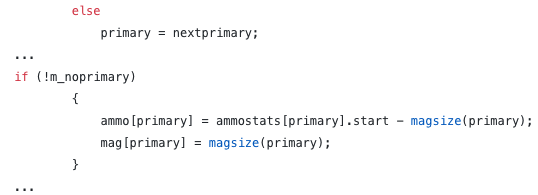 else
primary = nextprimary;
...
if (!m_noprimary)
{
ammo[primary] = ammostats[primary].start - magsize(primary);
mag[primary] = magsize(primary);
}
...